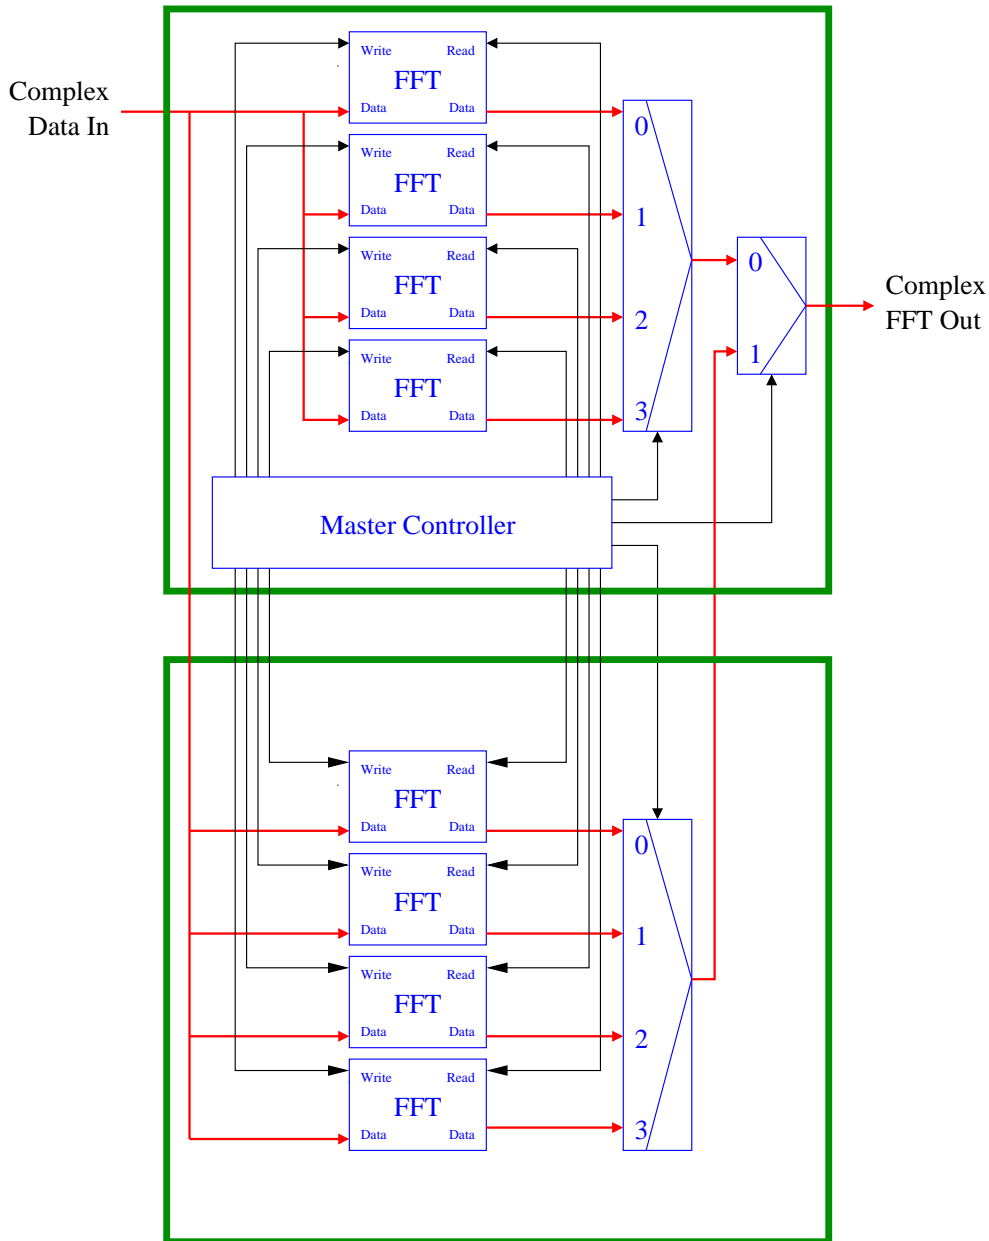 Write Read
FFT
Data Data
Complex
Data In
0
Write Read
FFT
Data Data
1
Write Read
FFT
Data Data
2
Write Read
FFT
Data Data
3
0
1
Complex
FFT Out
Master Controller
Write Read
FFT
Data Data
0
Write Read
FFT
Data Data
1
Write Read
FFT
Data Data
2
Write Read
FFT
Data Data
3